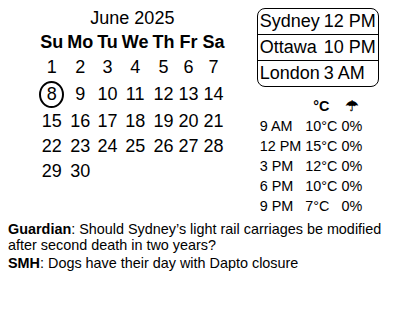 June 2025
Su Mo Tu We Th Fr Sa
1 2 3 4 5 6 7
8 9 10 11 12 13 14
15 16 17 18 19 20 21
22 23 24 25 26 27 28
29 30
Sydney 12 PM
Ottawa 10 PM
London 3 AM
°C ☂
9 AM 10°C 0%
12 PM 15°C 0%
3 PM 12°C 0%
6 PM 10°C 0%
9 PM 7°C 0%
Guardian: Should Sydney's light rail carriages be modified
after second death in two years?
SMH: Dogs have their day with Dapto closure